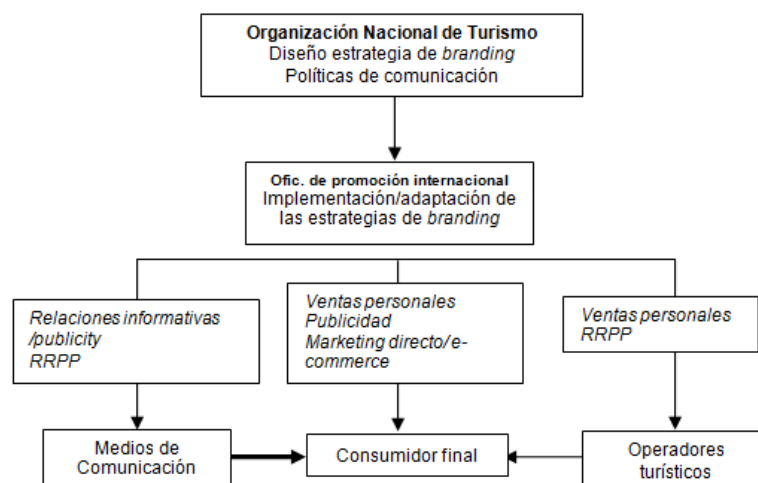 Organización Nacional de Turismo
Diseño estrategia de branding
Políticas de comunicación
Ofic. de promoción internacional
Implementación/adaptación de
las estrategias de branding
Relaciones informativas
/publicity
RRPP
Ventas personales
Publicidad
Marketing directo/e-
commerce
Ventas personales
RRPP
Medios de
Comunicación
Consumidor final
Operadores
turísticos